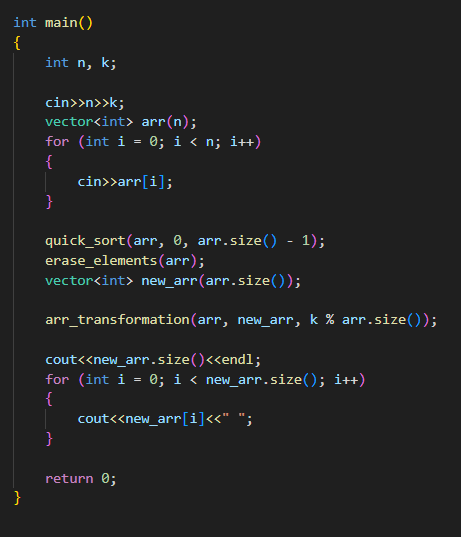 int main()
{
    int n, k;

    cin>>n>>k;
    vector<int> arr(n);
    for (int i = 0; i < n; i++)
    {
        cin>>arr[i];
    }

    quick_sort(arr, 0, arr.size() - 1);
    erase_elements(arr);
    vector<int> new_arr(arr.size());

    arr_transformation(arr, new_arr, k % arr.size());

    cout<<new_arr.size()<<endl;
    for (int i = 0; i < new_arr.size(); i++)
    {
        cout<<new_arr[i]<<" ";
    }

    return 0;
}